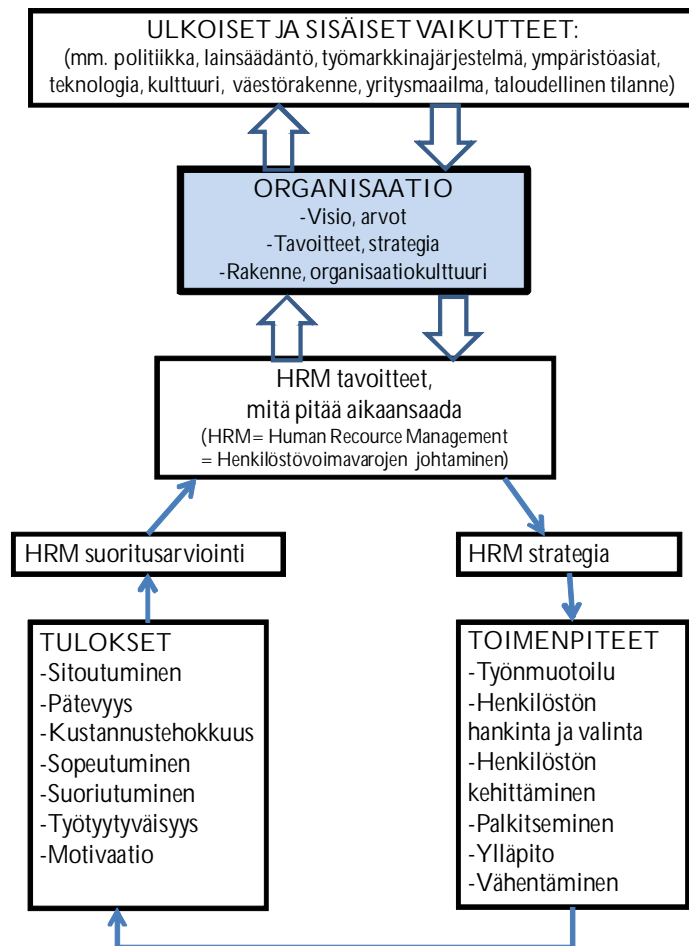 ULKOISET JA SISÄISET VAIKUTTEET:
(mm. politiikka, lainsäädäntö, työmarkkinajärjestelmä, ympäristöasiat,
teknologia, kulttuuri, väestörakenne, yritysmaailma, taloudellinen tilanne)
ORGANISAATIO
-Visio, arvot
-Tavoitteet, strategia
-Rakenne, organisaatiokulttuuri
HRM tavoitteet,
mitä pitää aikaansaada
(HRM= Human Recource Management
= Henkilöstövoimavarojen johtaminen)
HRM suoritusarviointi
HRM strategia
TULOKSET
-Sitoutuminen
-Pätevyys
-Kustannustehokkuus
-Sopeutuminen
-Suoriutuminen
-Työtyytyväisyys
-Motivaatio
TOIMENPITEET
-Työnmuotoilu
-Henkilöstön
hankinta ja valinta
-Henkilöstön
kehittäminen
-Palkitseminen
-Ylläpito
-Vähentäminen